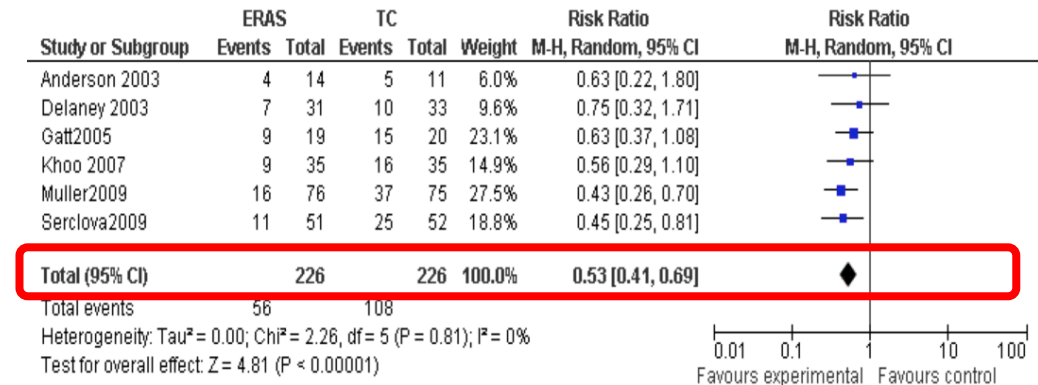 ERAS TC Risk Ratio Risk Ratio
Study or Subgroup Events Total Events Total Weight M-H, Random, 95% CI M-H, Random, 95% CI
Anderson 2003 4 14 5 11 6.0% 0.63 [0.22, 1.80]
Delaney 2003 7 31 10 33 9.6% 0.75 [0.32, 1.71]
Gatt2005 9 19 15 20 23.1% 0.63 [0.37, 1.08]
Khoo 2007 9 35 16 35 14.9% 0.56 [0.29, 1.10]
Muller2009 16 76 37 75 27.5% 0.43 [0.26, 0.70]
Serclova2009 11 51 25 52 18.8% 0.45 [0.25, 0.81]
Total (95% CI) 226 226 100.0% 0.53 [0.41, 0.69]
Total events 56 108
Heterogeneity: Tau² = 0.00; Chi² = 2.26, df = 5 (P = 0.81); I² = 0%
Test for overall effect: Z = 4.81 (P < 0.00001)
0.01 0.1 1 10 100
Favours experimental Favours control